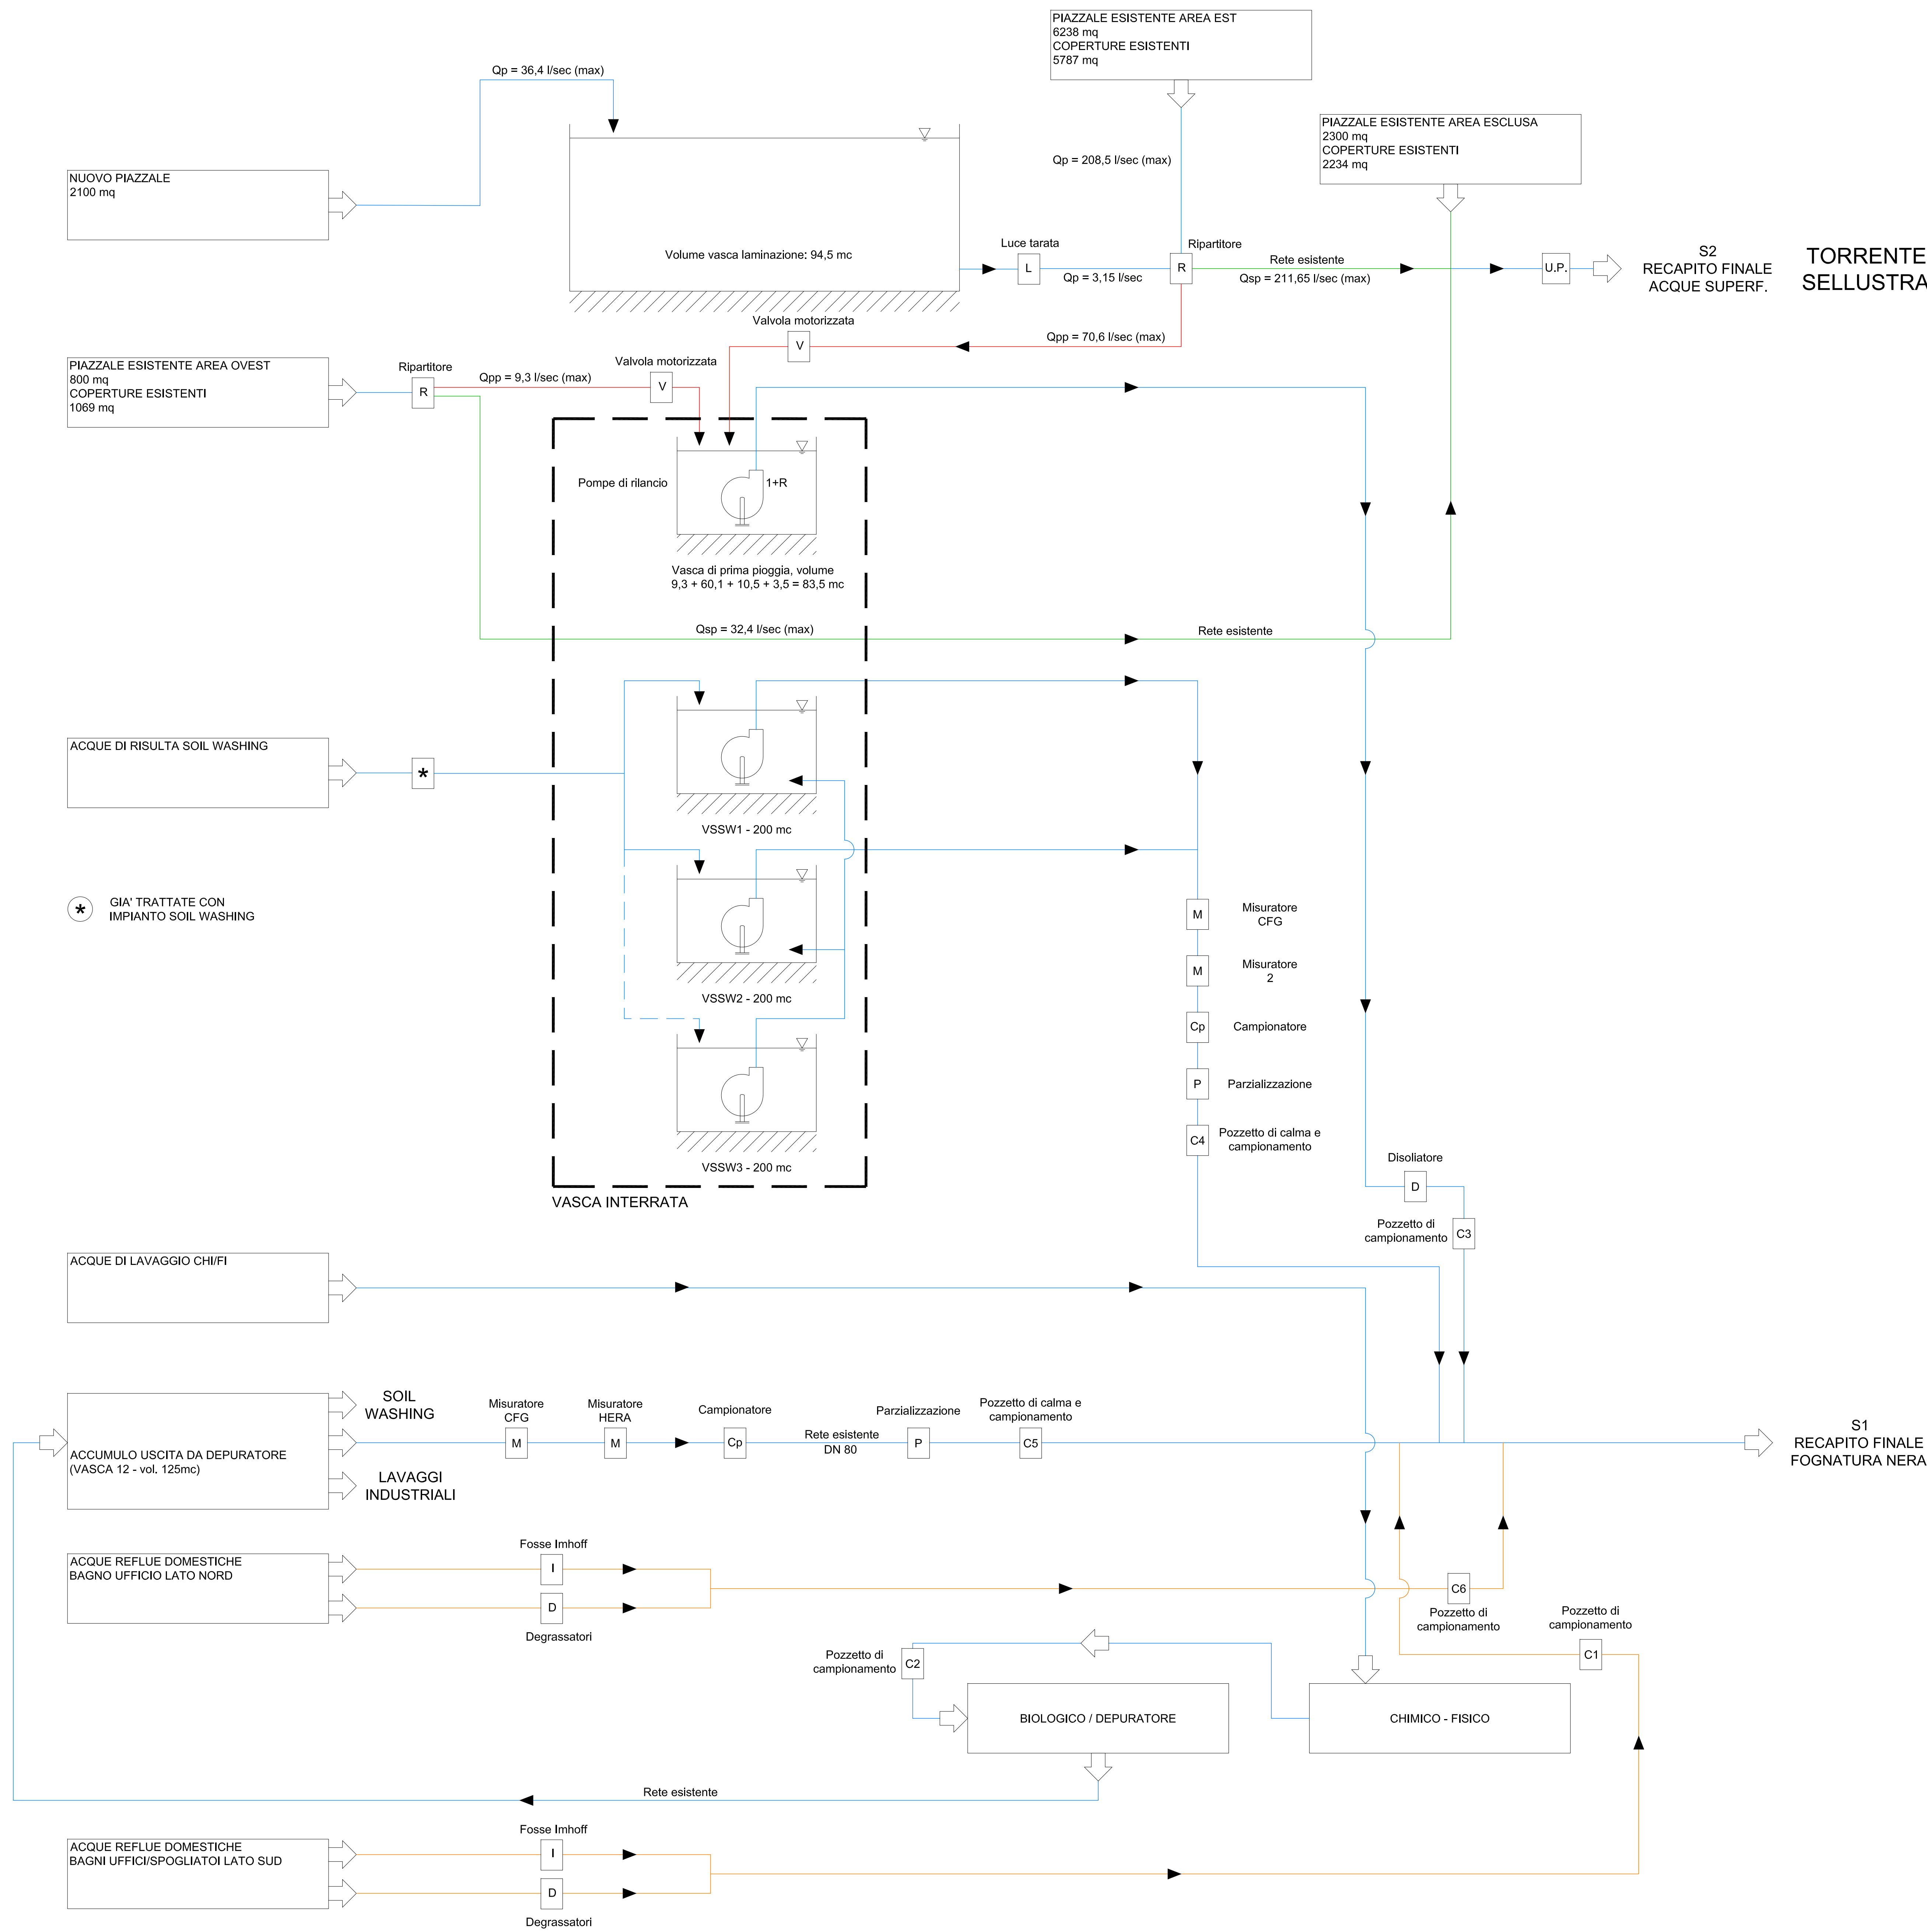 PIAZZALE ESISTENTE AREA EST
6238 mq
COPERTURE ESISTENTI
5787 mq
Qp = 36,4 l/sec (max)
PIAZZALE ESISTENTE AREA ESCLUSA
2300 mq
COPERTURE ESISTENTI
2234 mq
Qp = 208,5 l/sec (max)
NUOVO PIAZZALE
2100 mq
Volume vasca laminazione: 94,5 mc
Luce tarata
L
Qp = 3,15 l/sec
Ripartitore
R
Rete esistente
Qsp = 211,65 l/sec (max)
U.P.
S2
RECAPITO FINALE
ACQUE SUPERF.
TORRENTE
SELLUSTRA
Valvola motorizzata
V
Qpp = 70,6 l/sec (max)
PIAZZALE ESISTENTE AREA OVEST
800 mq
COPERTURE ESISTENTI
1069 mq
Ripartitore
R
Qpp = 9,3 l/sec (max)
Valvola motorizzata
V
Pompe di rilancio
1+R
Vasca di prima pioggia, volume
9,3 + 60,1 + 10,5 + 3,5 = 83,5 mc
Qsp = 32,4 l/sec (max)
Rete esistente
ACQUE DI RISULTA SOIL WASHING
*
VSSW1 - 200 mc
* GIA' TRATTATE CON
IMPIANTO SOIL WASHING
VSSW2 - 200 mc
VSSW3 - 200 mc
VASCA INTERRATA
M
Misuratore
CFG
M
Misuratore
2
Cp
Campionatore
P
Parzializzazione
C4
Pozzetto di calma e
campionamento
Disoliatore
D
Pozzetto di
campionamento
C3
ACQUE DI LAVAGGIO CHI/FI
ACCUMULO USCITA DA DEPURATORE
(VASCA 12 - vol. 125mc)
SOIL
WASHING
LAVAGGI
INDUSTRIALI
Misuratore
CFG
M
Misuratore
HERA
M
Campionatore
Cp
Rete esistente
DN 80
Parzializzazione
P
Pozzetto di calma e
campionamento
C5
S1
RECAPITO FINALE
FOGNATURA NERA
ACQUE REFLUE DOMESTICHE
BAGNO UFFICIO LATO NORD
Fosse Imhoff
I
D
Degrassatori
C6
Pozzetto di
campionamento
Pozzetto di
campionamento
C1
Pozzetto di
campionamento
C2
BIOLOGICO / DEPURATORE
CHIMICO - FISICO
Rete esistente
ACQUE REFLUE DOMESTICHE
BAGNI UFFICI/SPOGLIATOI LATO SUD
Fosse Imhoff
I
D
Degrassatori